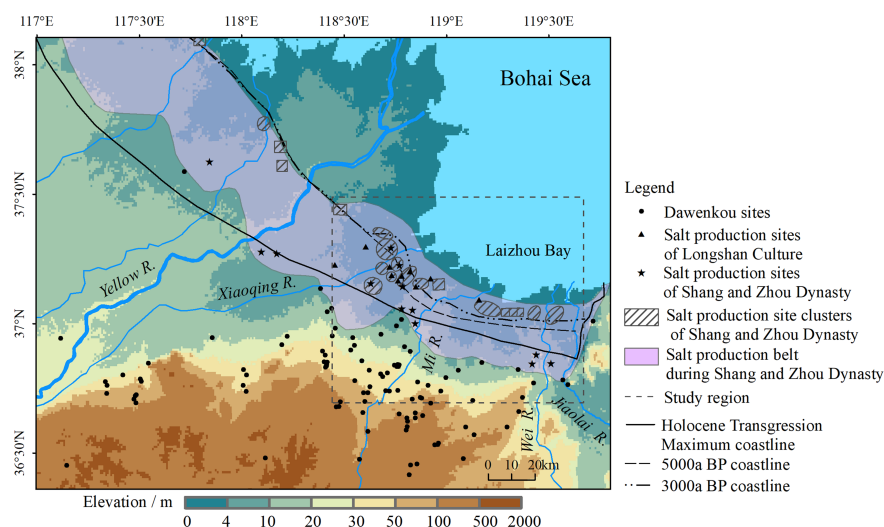 117°E 117°30′E 118°E 118°30′E 119°E 119°30′E
38°N
37°30′N
37°N
36°30′N
Bohai Sea
Laizhou Bay
Yellow R.
Xiaoqing R.
Mi R.
Wei R.
Jiaolai R.
0 10 20km
Legend
Dawenkou sites
Salt production sites
of Longshan Culture
Salt production sites
of Shang and Zhou Dynasty
Salt production site clusters
of Shang and Zhou Dynasty
Salt production belt
during Shang and Zhou Dynasty
Study region
Holocene Transgression
Maximum coastline
5000a BP coastline
3000a BP coastline
Elevation / m
0 4 10 20 30 50 100 500 2000